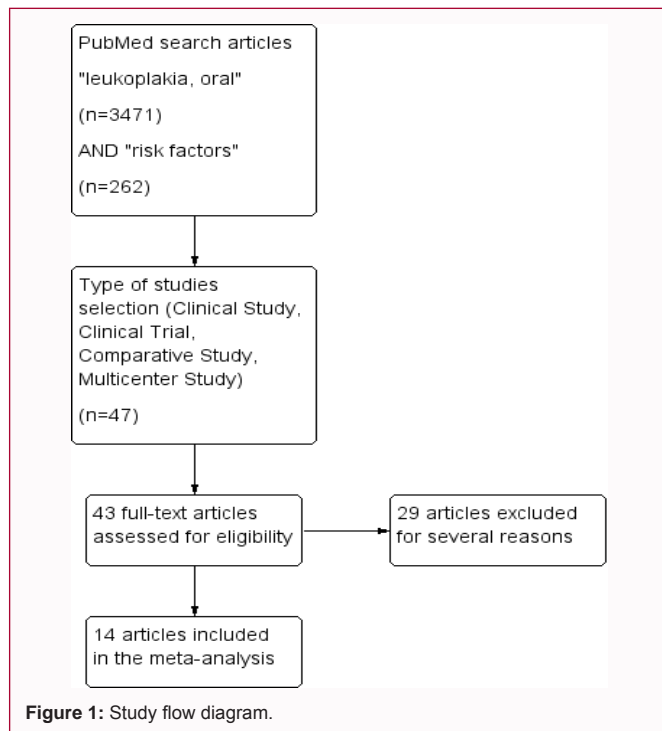 PubMed search articles
"leukoplakia, oral"
(n=3471)
AND "risk factors"
(n=262)
Type of studies
selection (Clinical Study,
Clinical Trial,
Comparative Study,
Multicenter Study)
(n=47)
43 full-text articles
assessed for eligibility
29 articles excluded
for several reasons
14 articles included
in the meta-analysis
Figure 1: Study flow diagram.